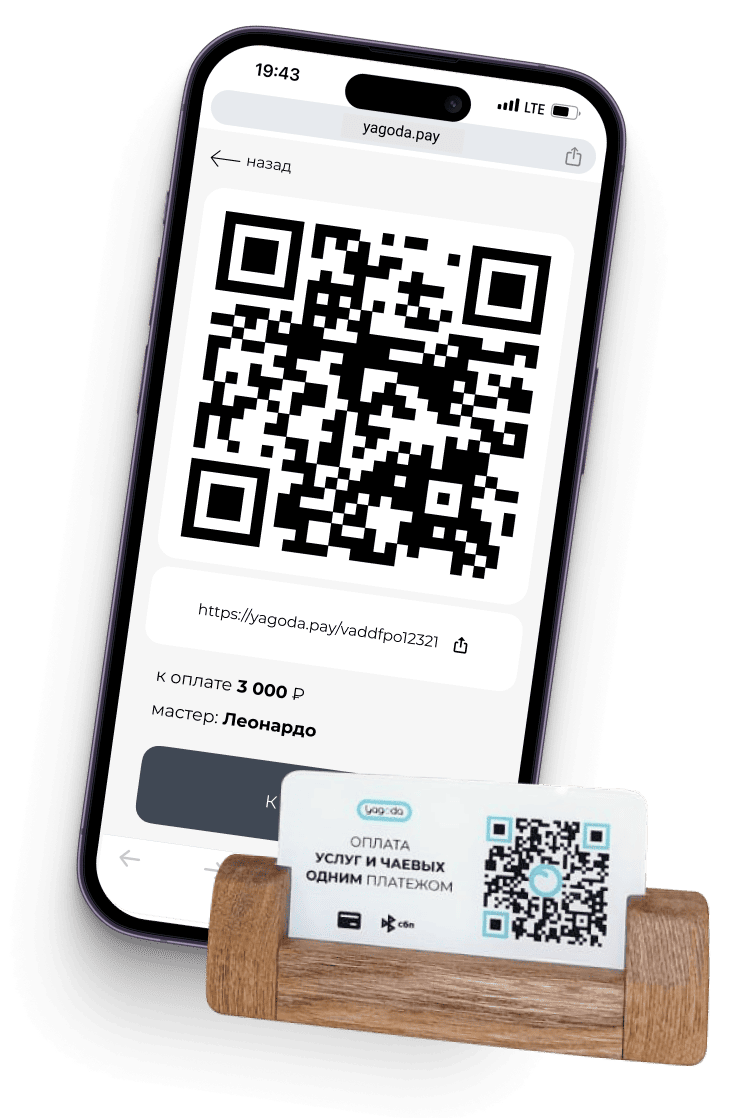 19:43
LTE
yagoda.pay
назад
https://yagoda.pay/vaddfpo12321
к оплате 3 000 ₽
мастер: Леонардо
К
yagoda
ОПЛАТА
УСЛУГ И ЧАЕВЫХ
ОДНИМ ПЛАТЕЖОМ
сбп